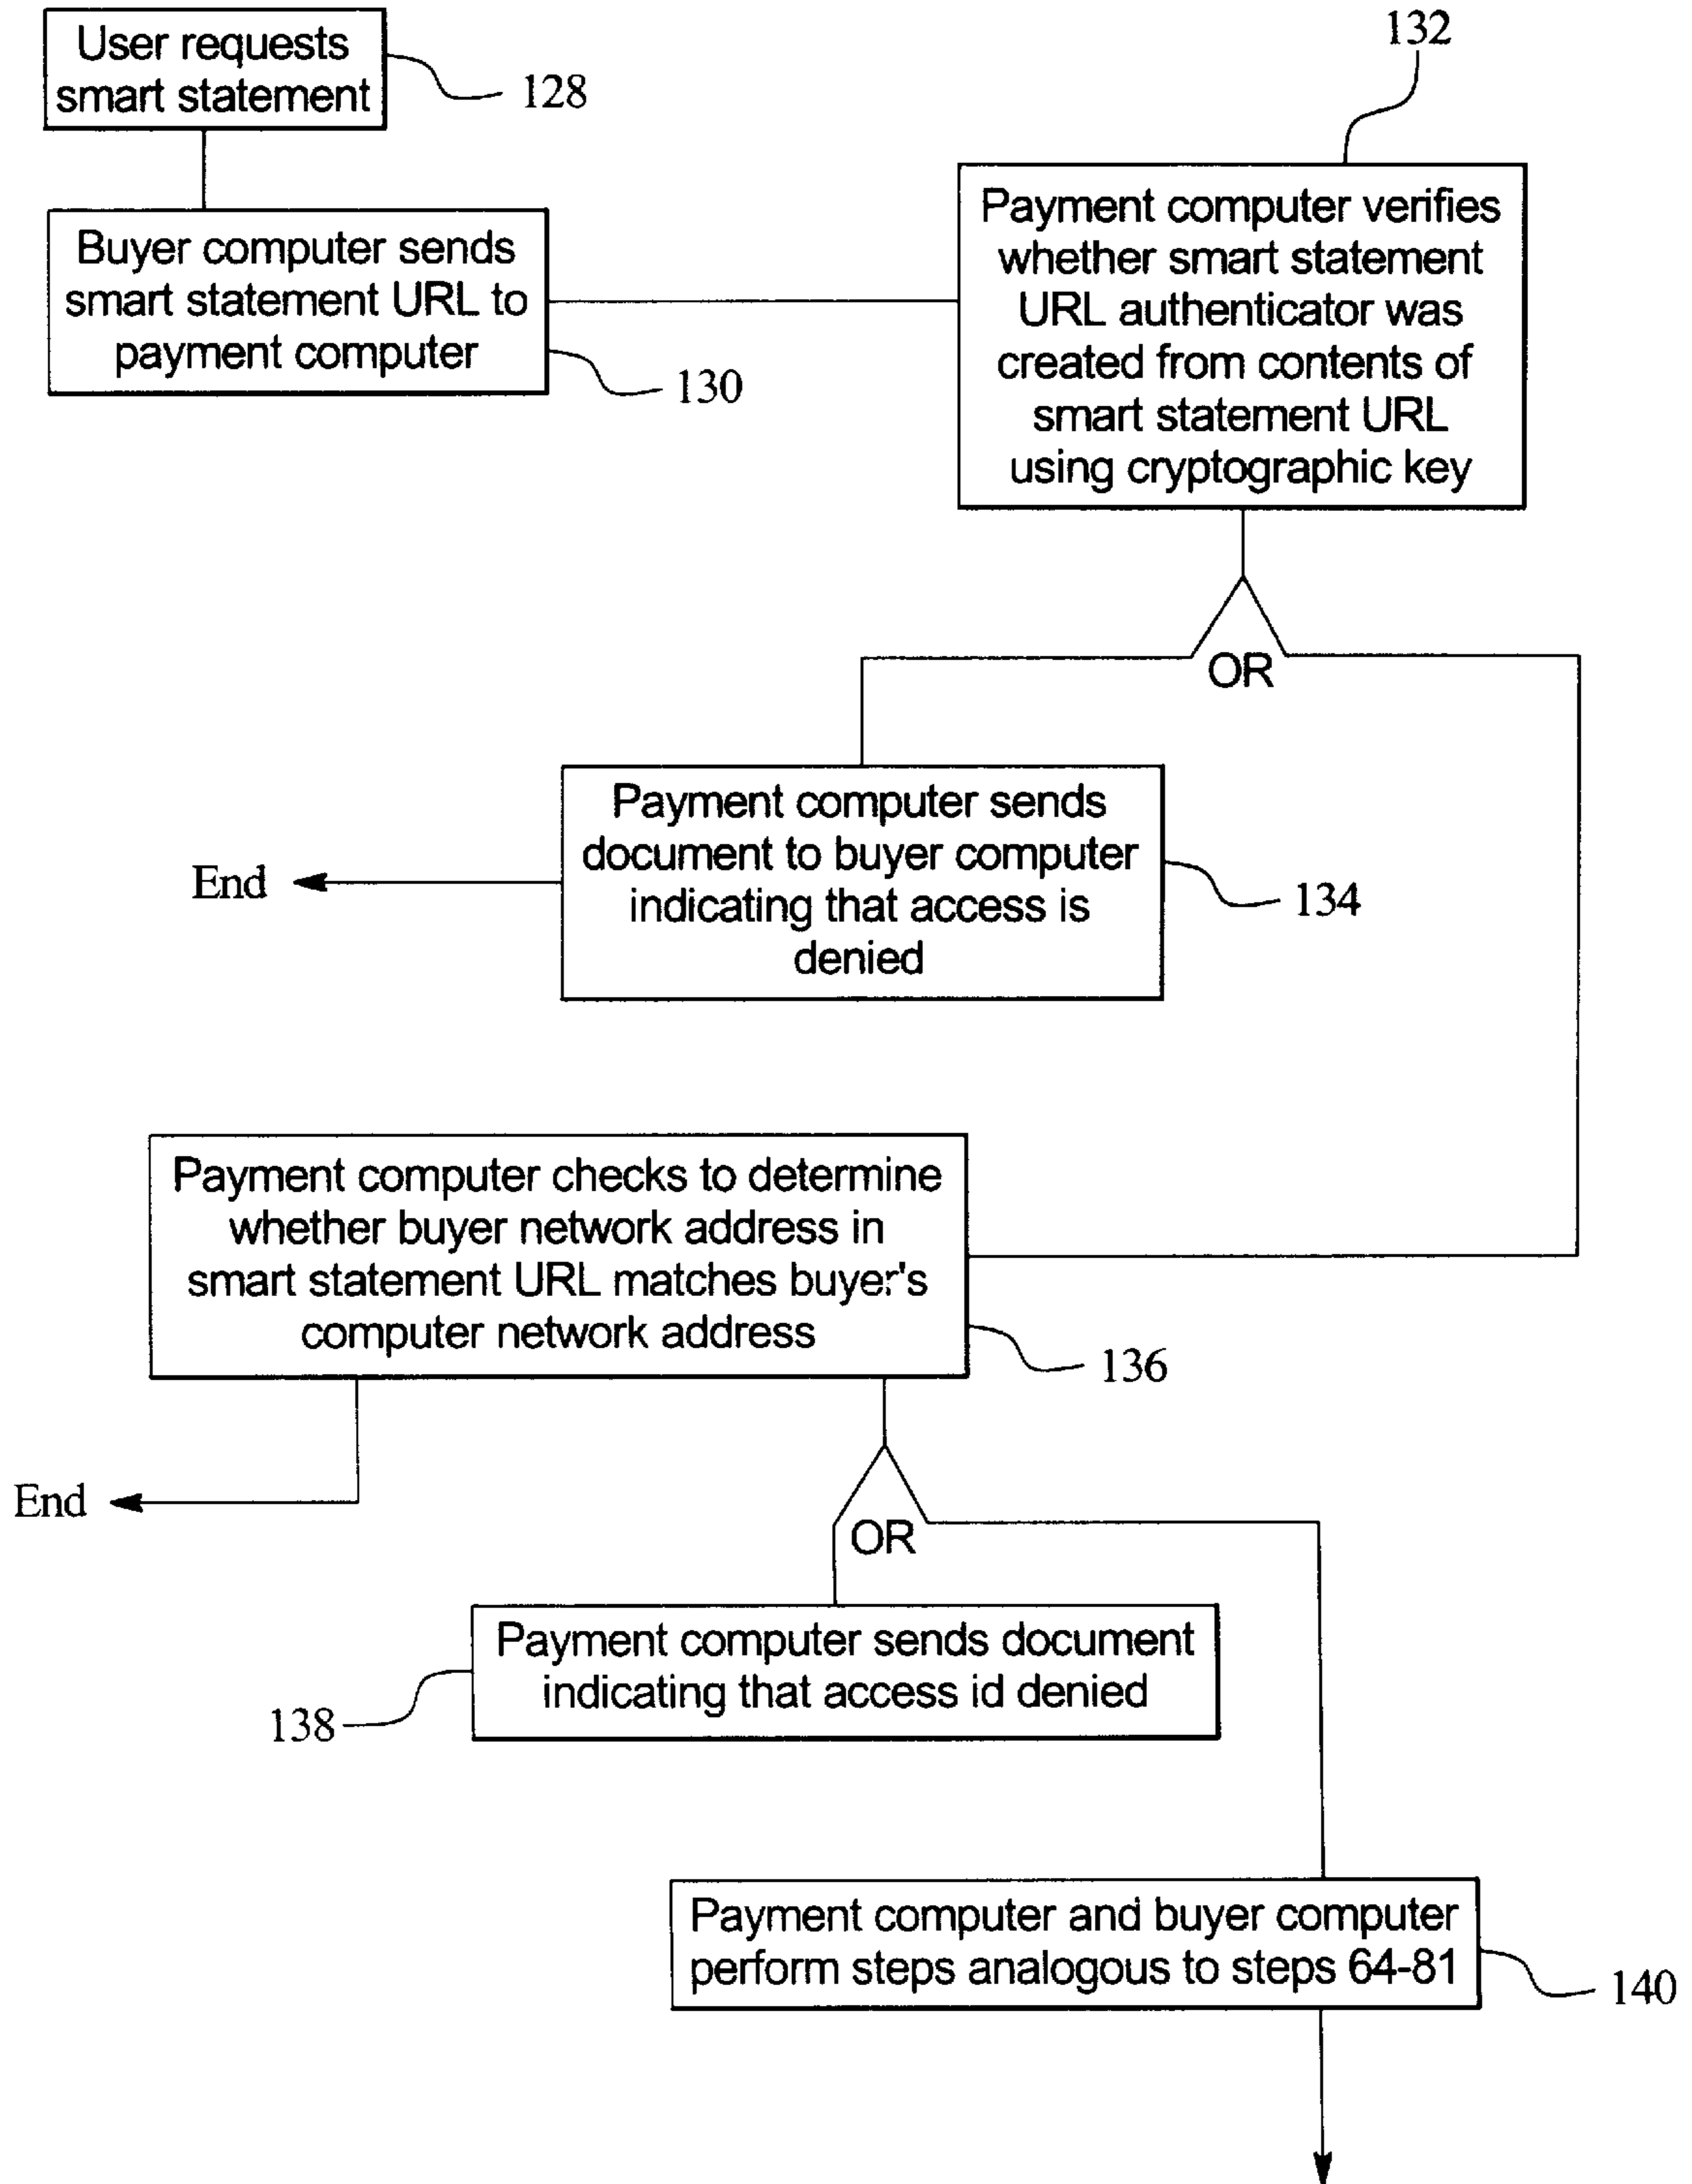 User requests
smart statement
128
132
Buyer computer sends
smart statement URL to
payment computer
130
Payment computer verifies
whether smart statement
URL authenticator was
created from contents of
smart statement URL
using cryptographic key
OR
Payment computer sends
document to buyer computer
indicating that access is
denied
End
134
Payment computer checks to determine
whether buyer network address in
smart statement URL matches buyer's
computer network address
136
End
OR
Payment computer sends document
indicating that access id denied
138
Payment computer and buyer computer
perform steps analogous to steps 64-81
140